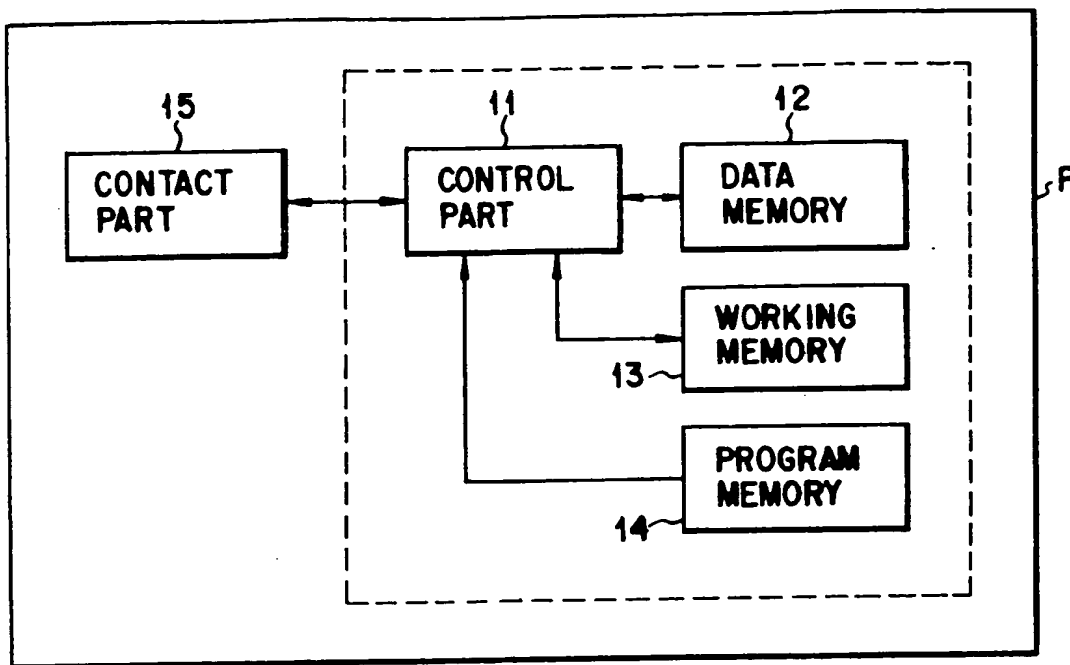 15
CONTACT
PART
11
CONTROL
PART
12
DATA
MEMORY
P
WORKING
MEMORY
13
PROGRAM
MEMORY
14